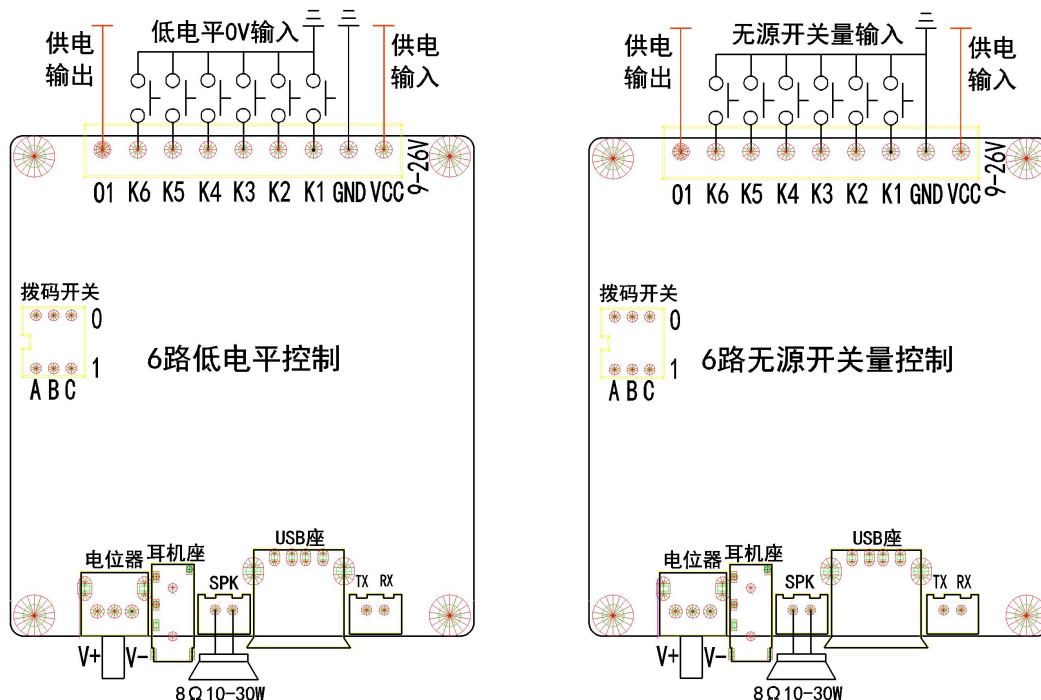 供电
输出
低电平0V输入
供电
输入
O1 K6 K5 K4 K3 K2 K1 GND VCC
9-26V
拨码开关
0
1
A B C
6路低电平控制
电位器
耳机座
SPK
USB座
TX RX
V+ V-
8Ω10-30W
供电
输出
无源开关量输入
供电
输入
O1 K6 K5 K4 K3 K2 K1 GND VCC
9-26V
拨码开关
0
1
A B C
6路无源开关量控制
电位器
耳机座
SPK
USB座
TX RX
V+ V-
8Ω10-30W